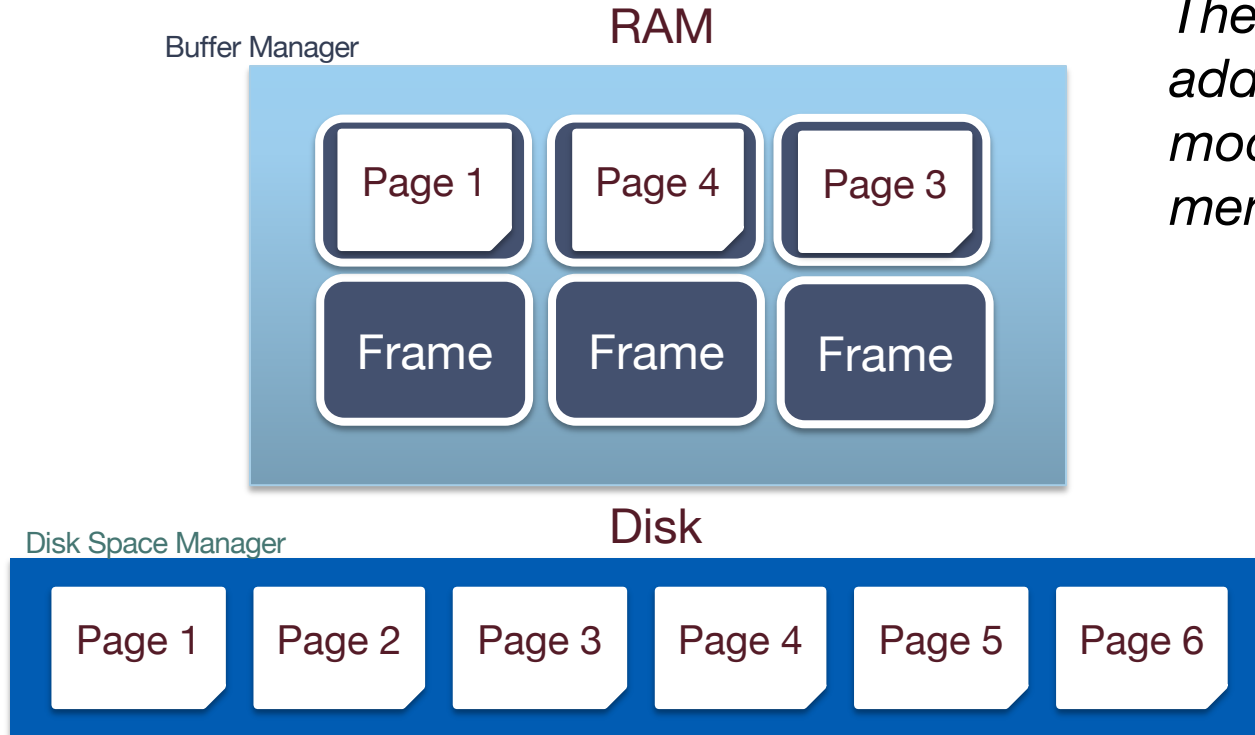 RAM
Buffer Manager
The
Page 1
Page 4
Page 3
Frame
Frame
Frame
Disk
Disk Space Manager
Page 1
Page 2
Page 3
Page 4
Page 5
Page 6